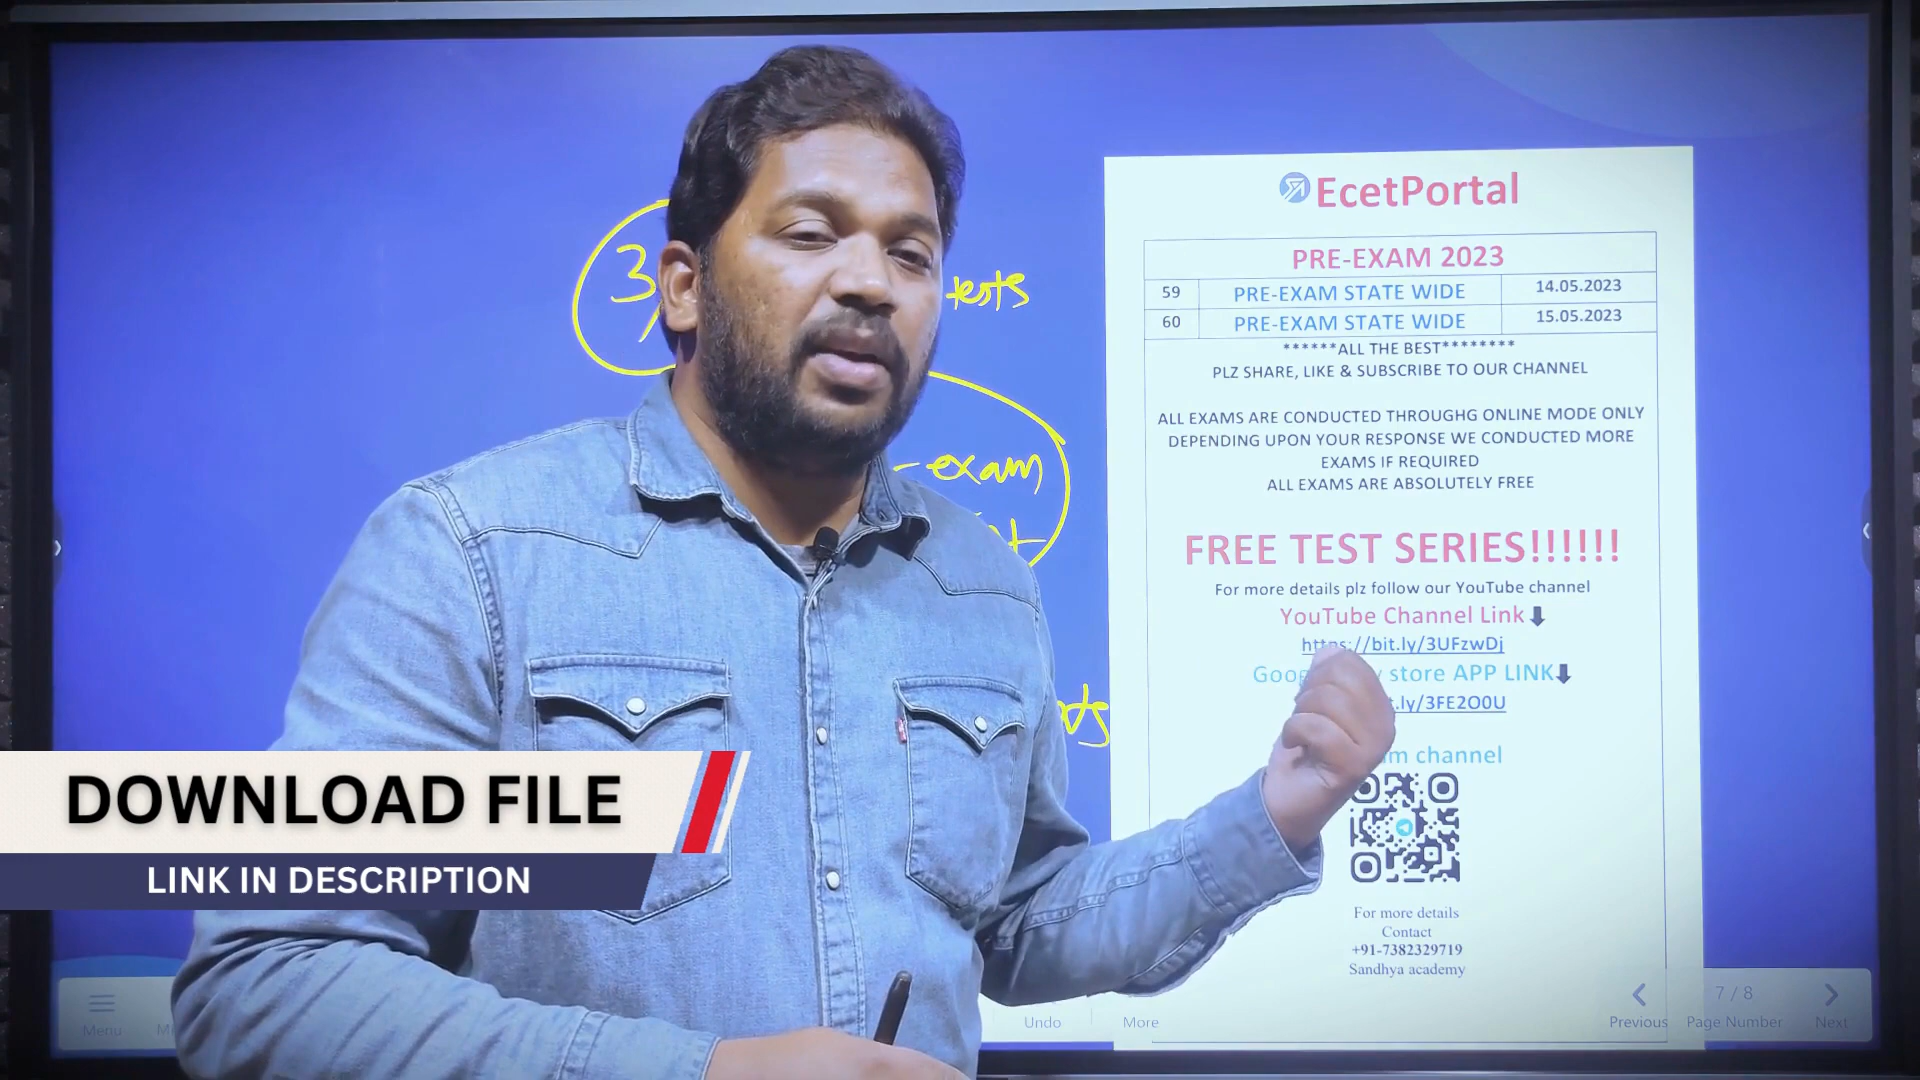 3
tests
-exam
EcetPortal
PRE-EXAM 2023
59 PRE-EXAM STATE WIDE 14.05.2023
60 PRE-EXAM STATE WIDE 15.05.2023
******ALL THE BEST********
PLZ SHARE, LIKE & SUBSCRIBE TO OUR CHANNEL
ALL EXAMS ARE CONDUCTED THROUGHG ONLINE MODE ONLY
DEPENDING UPON YOUR RESPONSE WE CONDUCTED MORE
EXAMS IF REQUIRED
ALL EXAMS ARE ABSOLUTELY FREE
FREE TEST SERIES!!!!!!
For more details plz follow our YouTube channel
YouTube Channel Link
https://bit.ly/3UFzwDj
store APP LINK
.ly/3FE2O0U
channel
For more details
Contact
+91-7382329719
Sandhya academy
DOWNLOAD FILE
LINK IN DESCRIPTION
Menu Undo More Previous Page Number Next
7 / 8